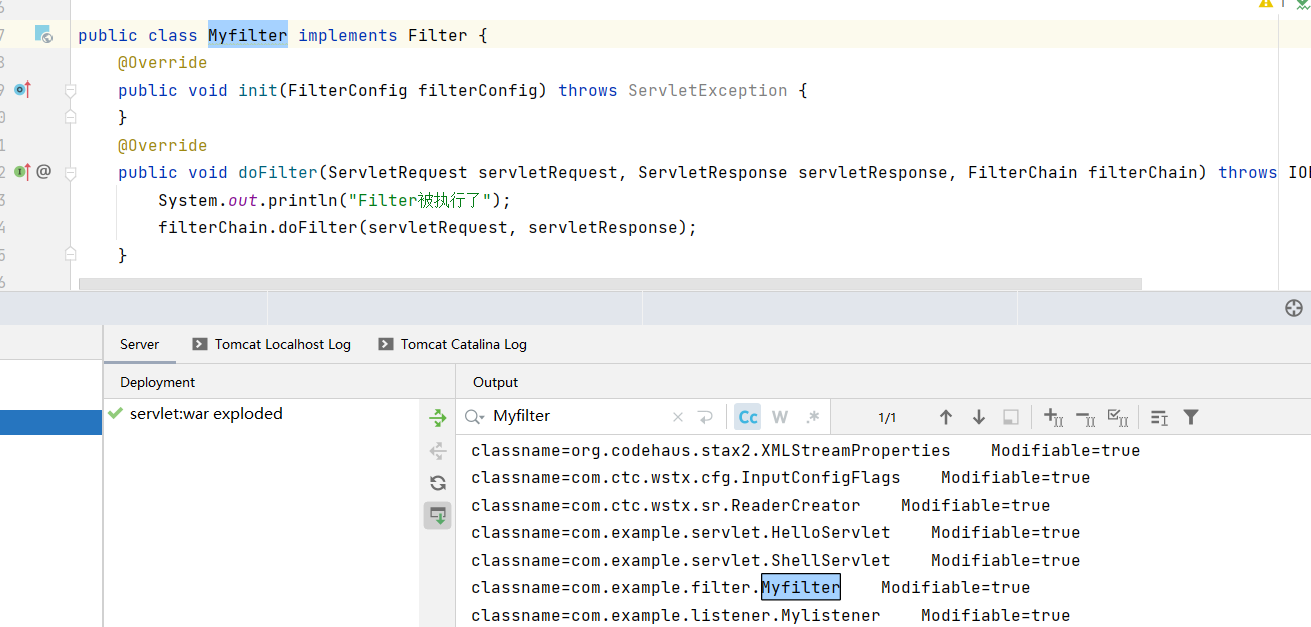 public class Myfilter implements Filter {
@Override
public void init(FilterConfig filterConfig) throws ServletException {
}
@Override
public void doFilter(ServletRequest servletRequest, ServletResponse servletResponse, FilterChain filterChain) throws
System.out.println("Filter被执行了");
filterChain.doFilter(servletRequest, servletResponse);
}
Server Tomcat Localhost Log Tomcat Catalina Log
Deployment Output
servlet:war exploded
Myfilter Cc W .* 1/1
classname=org.codehaus.stax2.XMLStreamProperties Modifiable=true
classname=com.ctc.wstx.cfg.InputConfigFlags Modifiable=true
classname=com.ctc.wstx.sr.ReaderCreator Modifiable=true
classname=com.example.servlet.HelloServlet Modifiable=true
classname=com.example.servlet.ShellServlet Modifiable=true
classname=com.example.filter.Myfilter Modifiable=true
classname=com.example.listener.Mylistener Modifiable=true